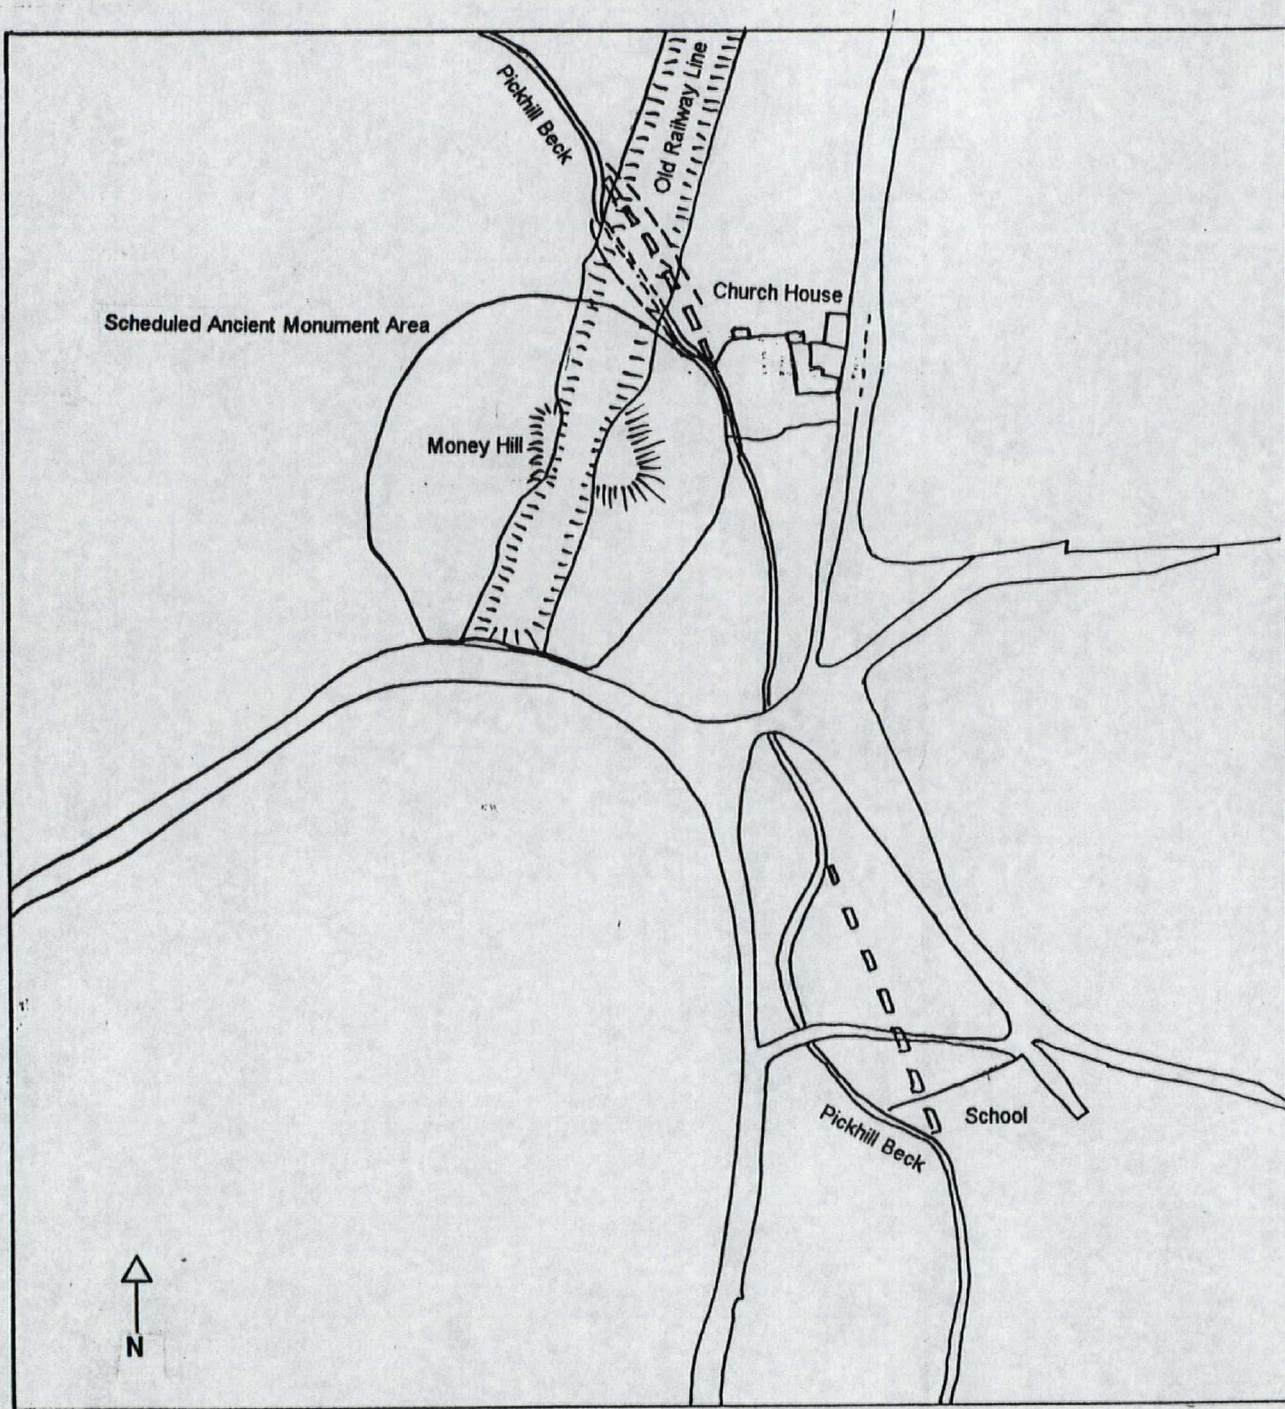 Pickhill Beck
Old Railway Line
Church House
Scheduled Ancient Monument Area
Money Hill
School
Pickhill Beck
N